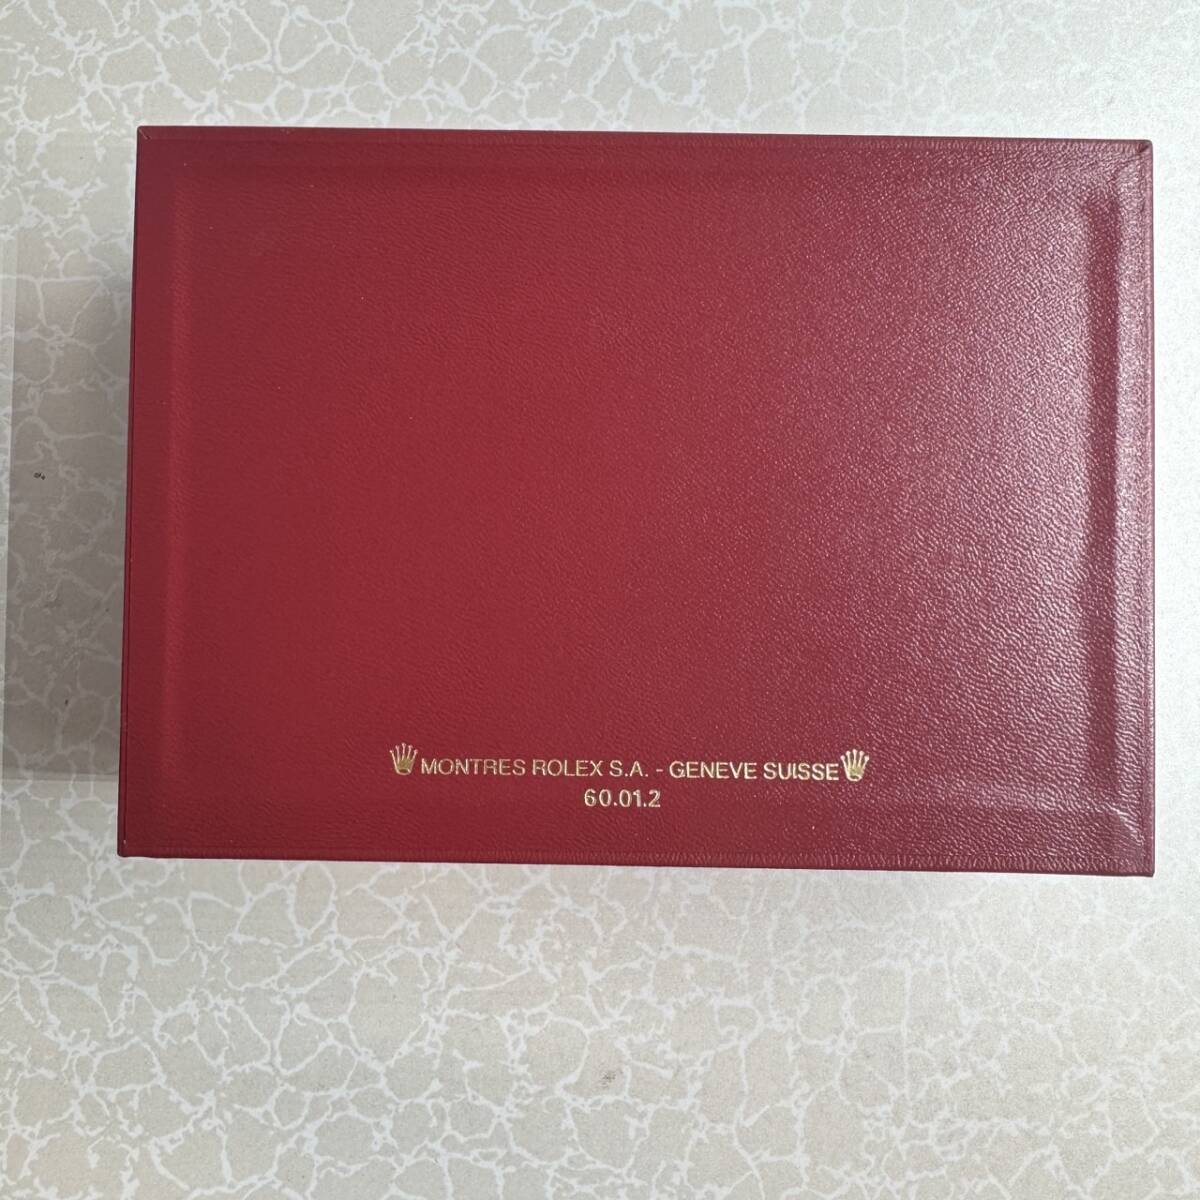 MONTRES ROLEX S.A. - GENEVE SUISSE
60.01.2